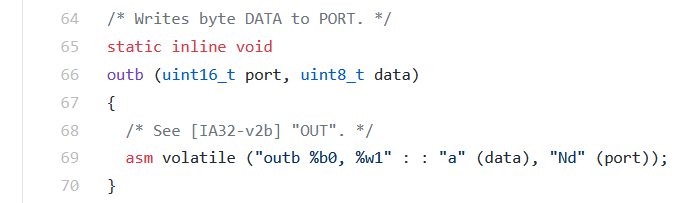 64 /* Writes byte DATA to PORT. */
65 static inline void
66 outb (uint16_t port, uint8_t data)
67 {
68 /* See [IA32-v2b] "OUT". */
69 asm volatile ("outb %b0, %w1" : : "a" (data), "Nd" (port));
70 }